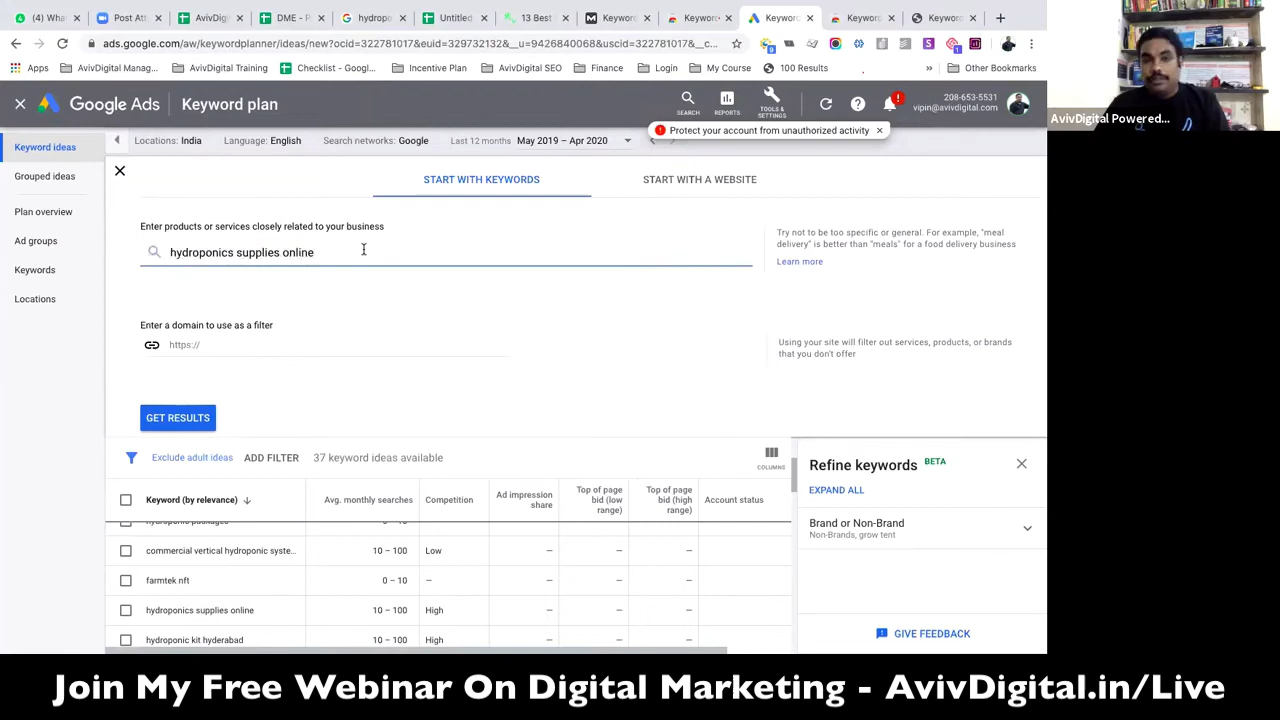 (4) What
Post Att
AvivDigi
DME - P
hydropo
Untitled
13 Best
Keyword
Keyword
Keywor
Keyword
Keywor
ads.google.com/aw/keywordplanner/ideas/new?ocid=322781017&euid=329732132&__u=9426840068&uscid=322781017&__c...
Apps
AvivDigital Manag...
AvivDigital Training
Checklist - Googl...
Incentive Plan
AvivDigital SEO
Finance
Login
My Course
100 Results
»
Other Bookmarks
Google Ads
Keyword plan
SEARCH
REPORTS
TOOLS & SETTINGS
208-653-5531
vipin@avivdigital.com
AvivDigital Powered...
Protect your account from unauthorized activity
Keyword ideas
Grouped ideas
Plan overview
Ad groups
Keywords
Locations
Locations: India
Language: English
Search networks: Google
Last 12 months
May 2019 – Apr 2020
START WITH KEYWORDS
START WITH A WEBSITE
Enter products or services closely related to your business
hydroponics supplies online
Try not to be too specific or general. For example, "meal
delivery" is better than "meals" for a food delivery business
Learn more
Enter a domain to use as a filter
https://
Using your site will filter out services, products, or brands
that you don't offer
GET RESULTS
Exclude adult ideas
ADD FILTER
37 keyword ideas available
COLUMNS
Keyword (by relevance)
Avg. monthly searches
Competition
Ad impression
share
Top of page
bid (low
range)
Top of page
bid (high
range)
Account status
commercial vertical hydroponic syste... 10 – 100 Low – – –
farmtek nft 0 – 10 – – – –
hydroponics supplies online 10 – 100 High – – –
hydroponic kit hyderabad 10 – 100 High – – –
Refine keywords BETA
EXPAND ALL
Brand or Non-Brand
Non-Brands, grow tent
GIVE FEEDBACK
Join My Free Webinar On Digital Marketing - AvivDigital.in/Live